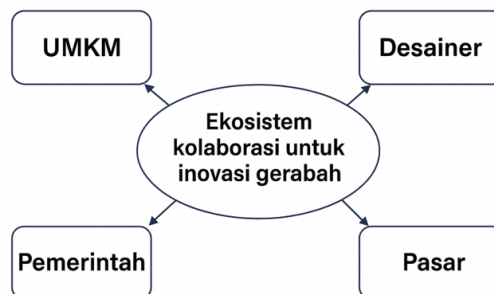 UMKM
Desainer
Ekosistem
kolaborasi untuk
inovasi gerabah
Pemerintah
Pasar